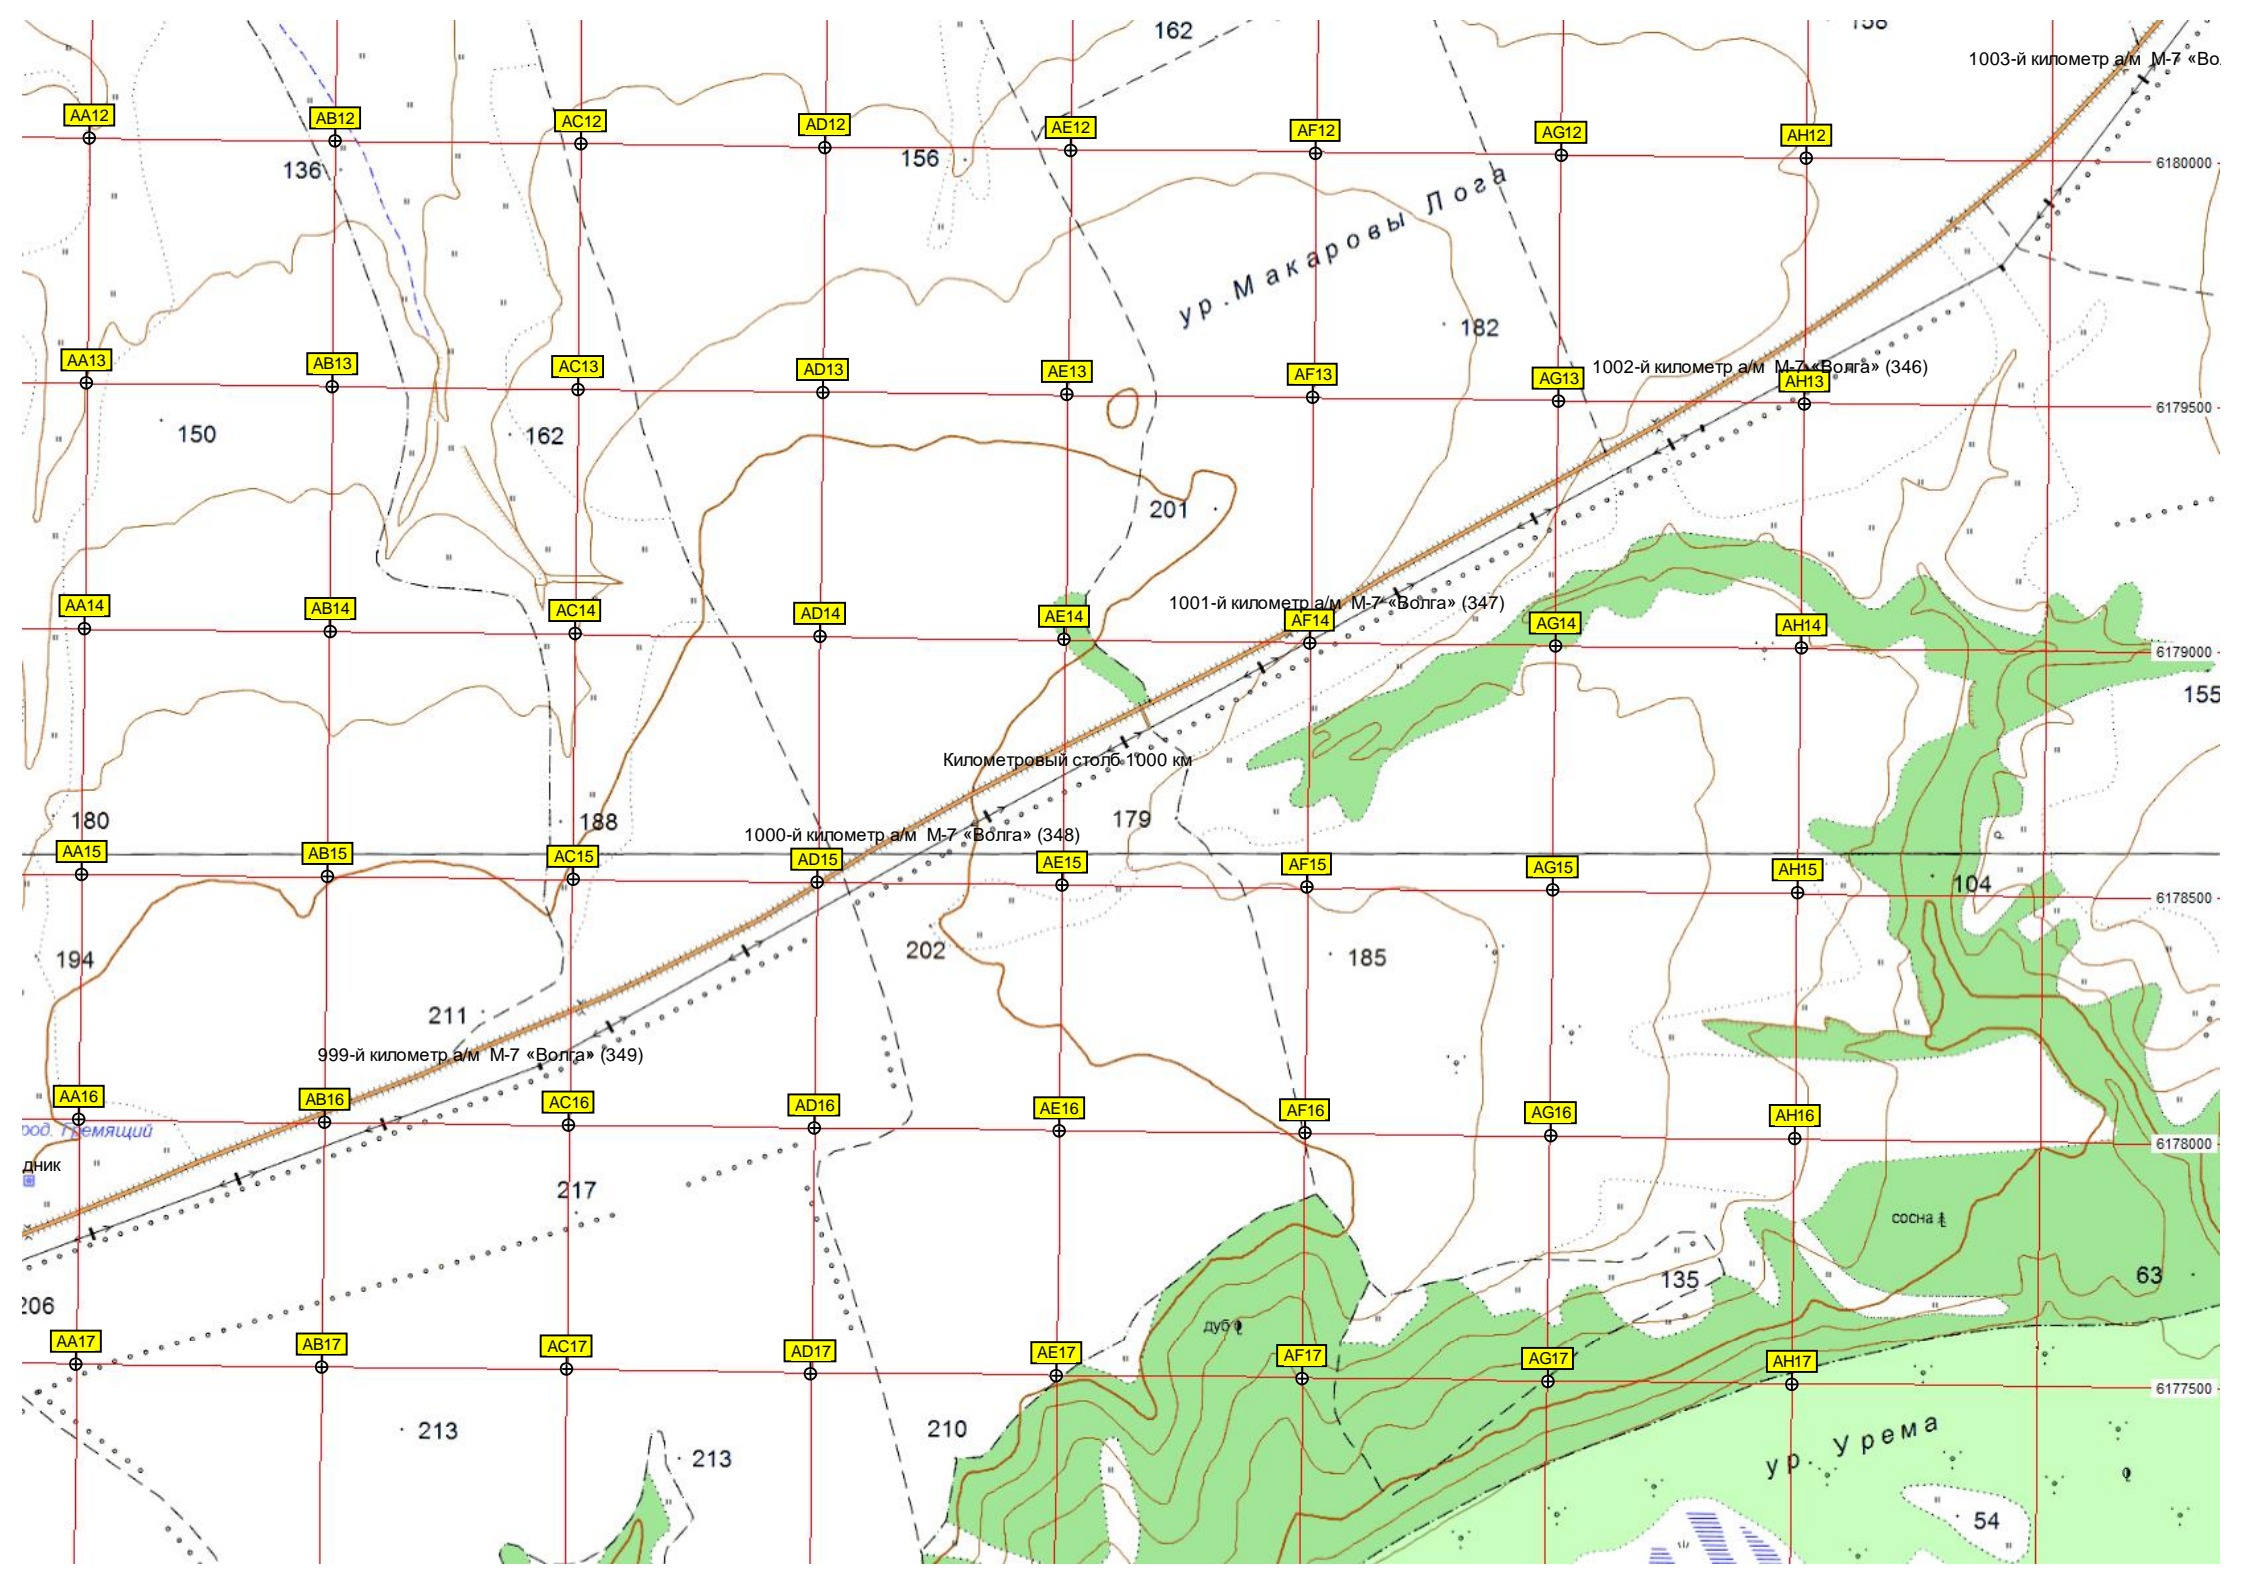 162
158
1003-й километр а/м М-7 «Во
AA12
AB12
AC12
AD12
AE12
AF12
AG12
AH12
136
156
6180000
ур. Макаровы Лога
182
AA13
AB13
AC13
AD13
AE13
AF13
AG13
1002-й километр а/м М-7 «Волга» (346)
AH13
6179500
150
162
201
AA14
AB14
AC14
AD14
AE14
1001-й километр а/м М-7 «Волга» (347)
AF14
AG14
AH14
6179000
155
Километровый столб 1000 км
180
188
179
1000-й километр а/м М-7 «Волга» (348)
AA15
AB15
AC15
AD15
AE15
AF15
AG15
AH15
104
6178500
194
202
185
211
999-й километр а/м М-7 «Волга» (349)
AA16
AB16
AC16
AD16
AE16
AF16
AG16
AH16
род. Гремящий
6178000
дник
217
сосна
206
135
63
дуб
AA17
AB17
AC17
AD17
AE17
AF17
AG17
AH17
6177500
213
213
210
ур. Урема
54